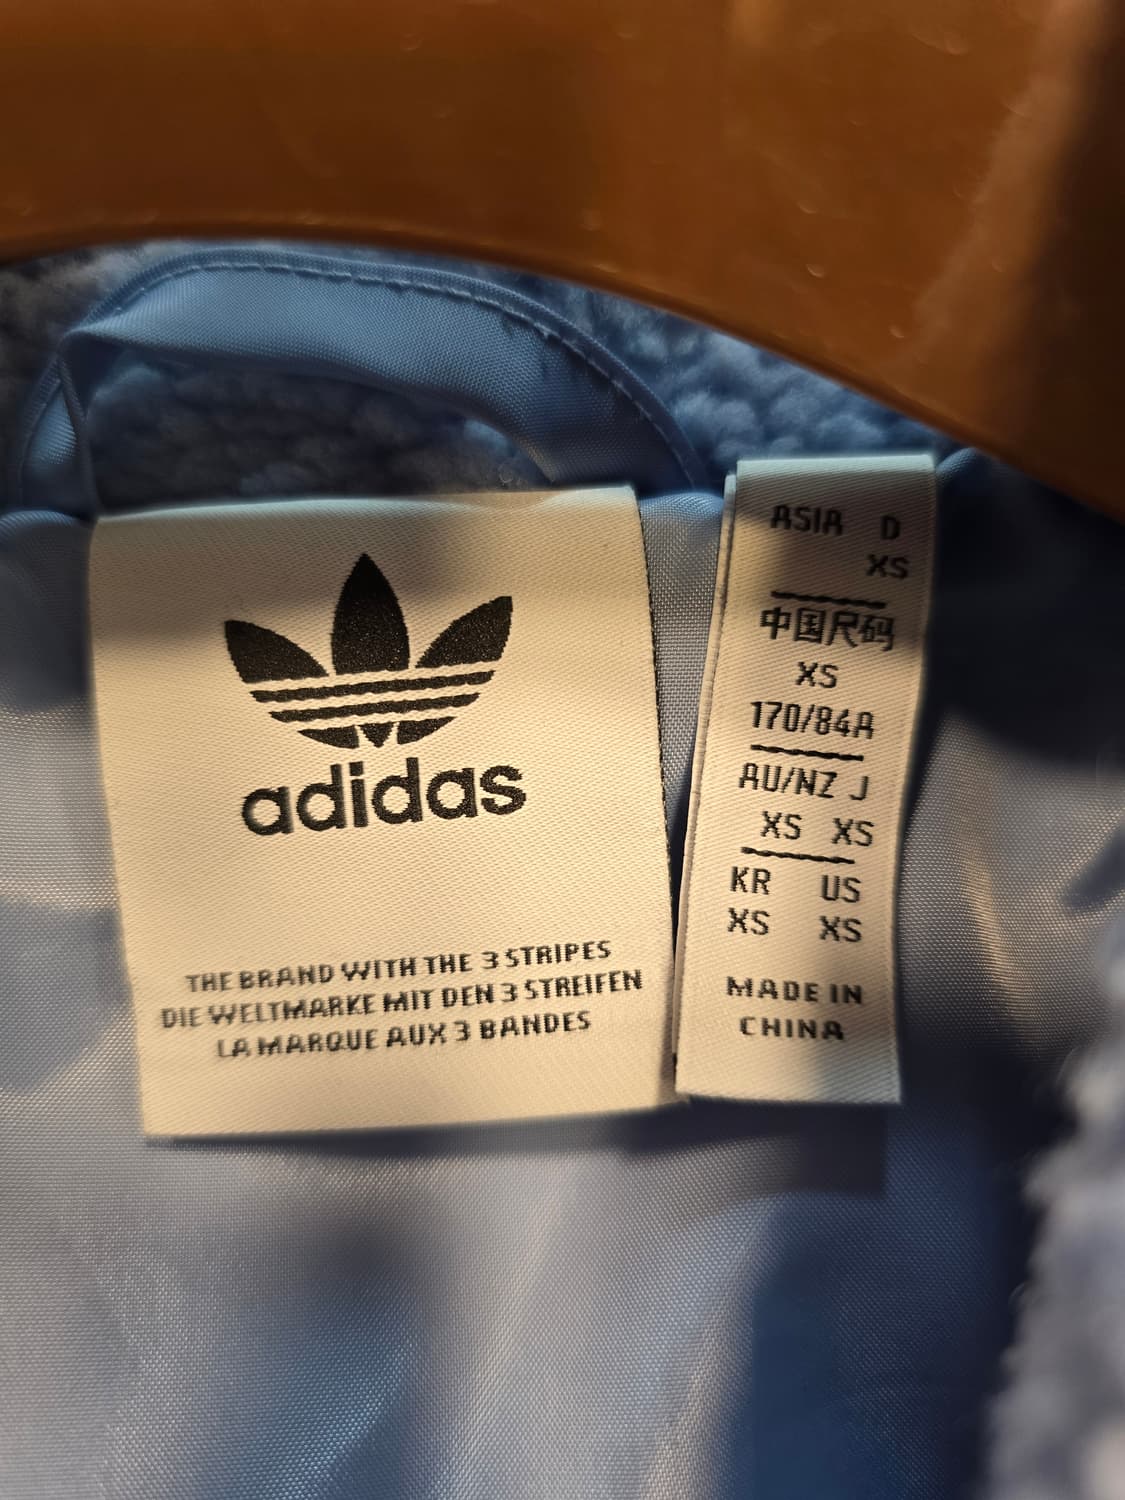 adidas
THE BRAND WITH THE 3 STRIPES
DIE WELTMARKE MIT DEN 3 STREIFEN
LA MARQUE AUX 3 BANDES
ASIA D
XS
中国尺码
XS
170/84A
AU/NZ J
XS XS
KR US
XS XS
MADE IN
CHINA